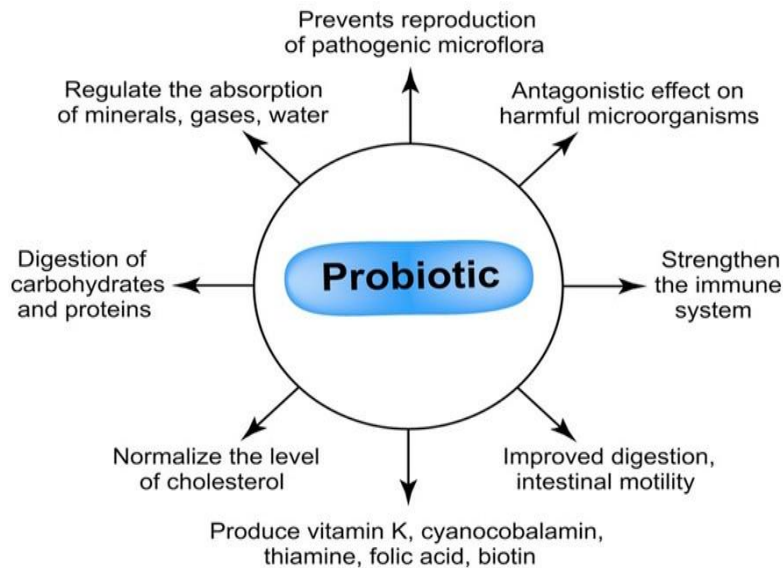 Prevents reproduction
of pathogenic microflora
Regulate the absorption
of minerals, gases, water
Antagonistic effect on
harmful microorganisms
Digestion of
carbohydrates
and proteins
Probiotic
Strengthen
the immune
system
Normalize the level
of cholesterol
Improved digestion,
intestinal motility
Produce vitamin K, cyanocobalamin,
thiamine, folic acid, biotin